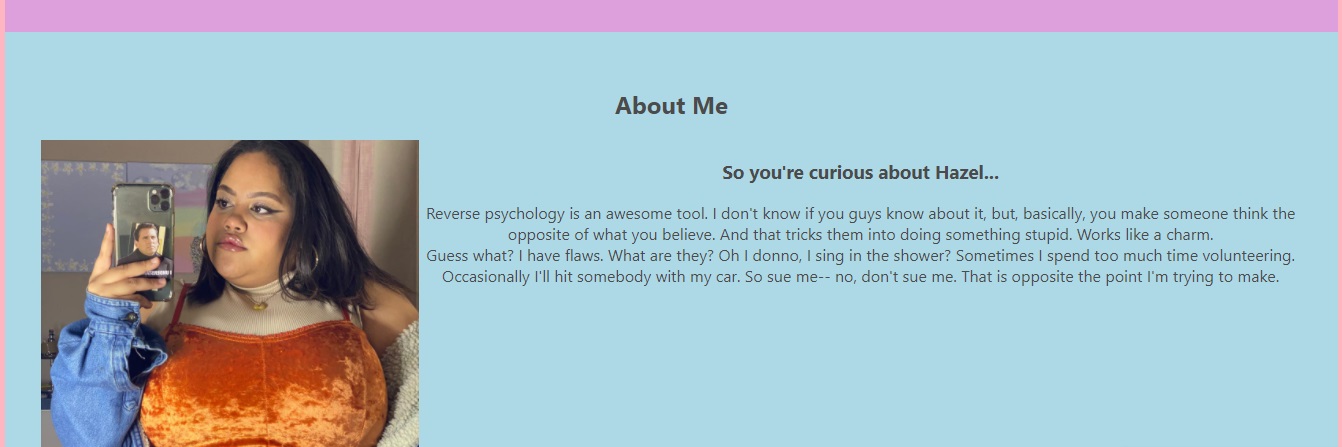 About Me
So you're curious about Hazel...
Reverse psychology is an awesome tool. I don't know if you guys know about it, but, basically, you make someone think the
opposite of what you believe. And that tricks them into doing something stupid. Works like a charm.
Guess what? I have flaws. What are they? Oh I donno, I sing in the shower? Sometimes I spend too much time volunteering.
Occasionally I'll hit somebody with my car. So sue me-- no, don't sue me. That is opposite the point I'm trying to make.